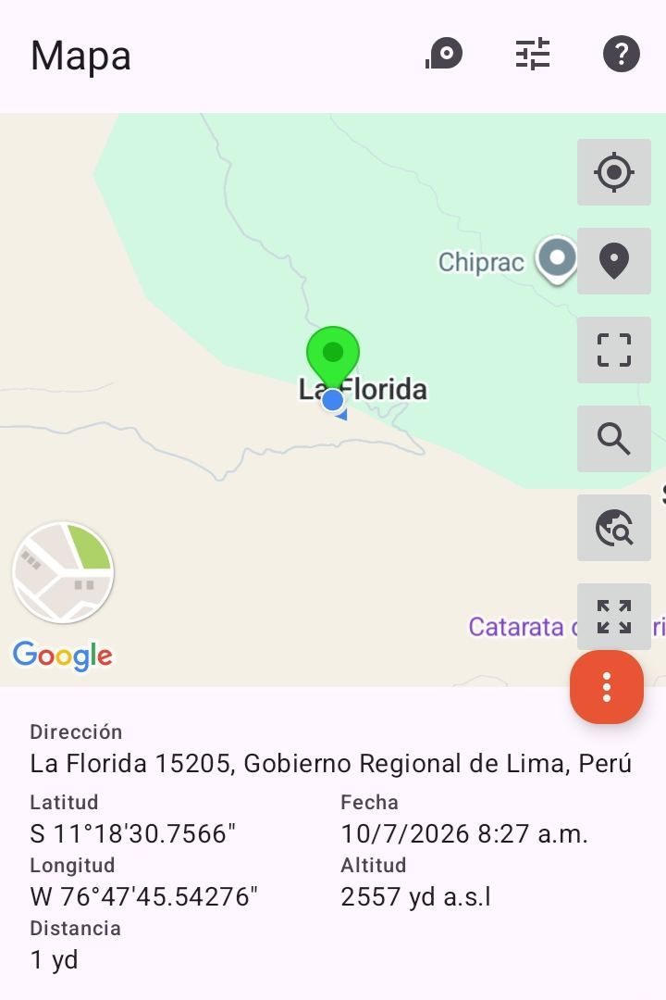 Mapa
Chiprac
La Florida
Catarata
Google
Dirección
La Florida 15205, Gobierno Regional de Lima, Perú
Latitud
Fecha
S 11°18'30.7566"
10/7/2026 8:27 a.m.
Longitud
Altitud
W 76°47'45.54276"
2557 yd a.s.l
Distancia
1 yd